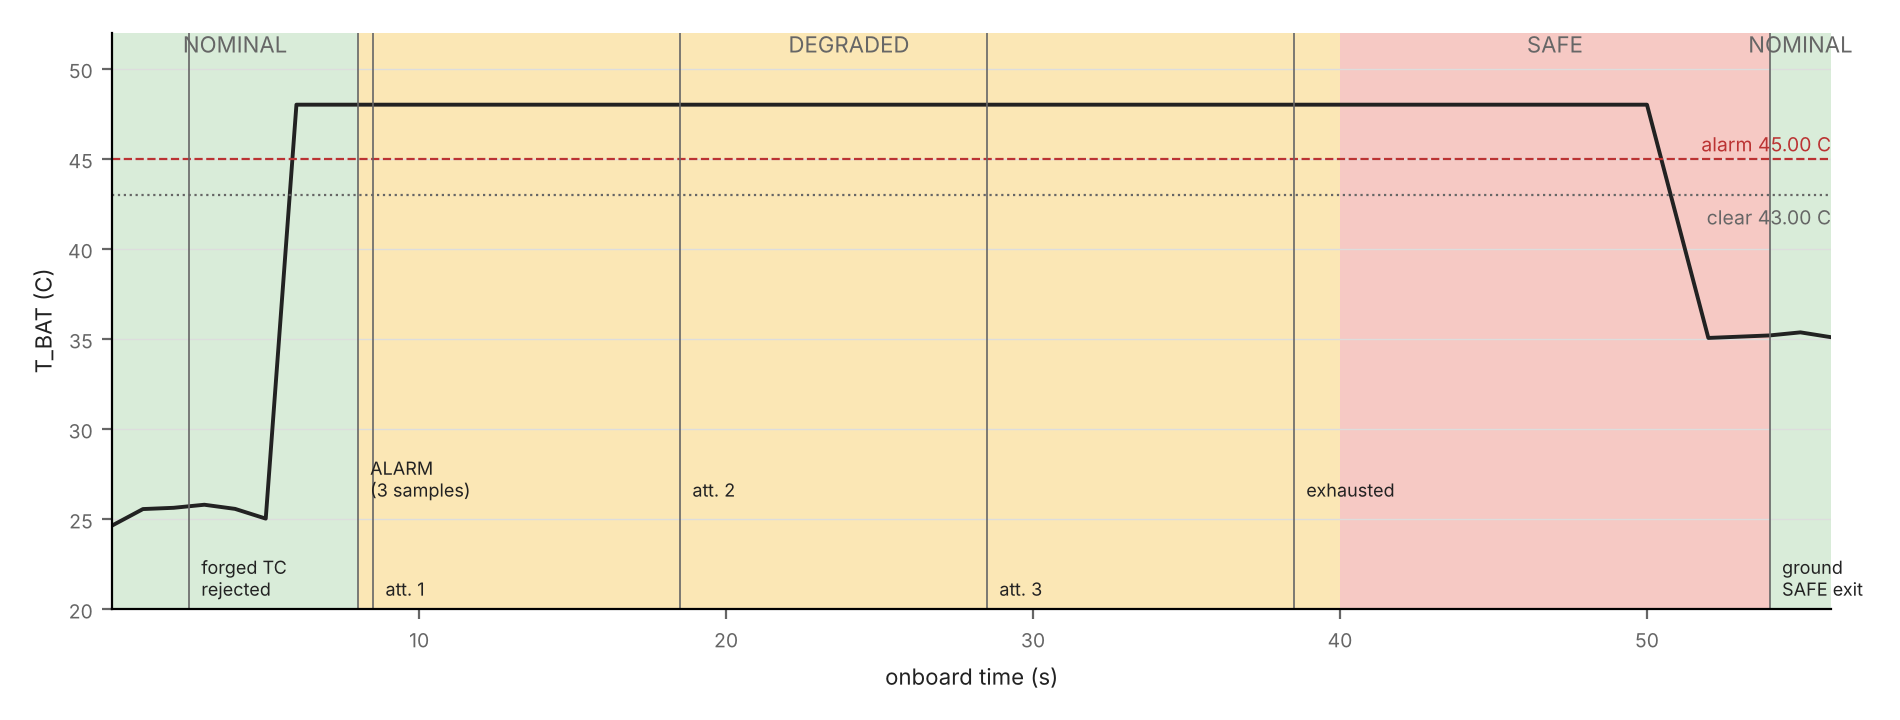 NOMINAL
DEGRADED
SAFE
NOMINAL
50
45
40
35
30
25
20
T_BAT (C)
alarm 45.00 C
clear 43.00 C
ALARM
(3 samples)
att. 2
exhausted
forged TC
rejected
att. 1
att. 3
ground
SAFE exit
10
20
30
40
50
onboard time (s)